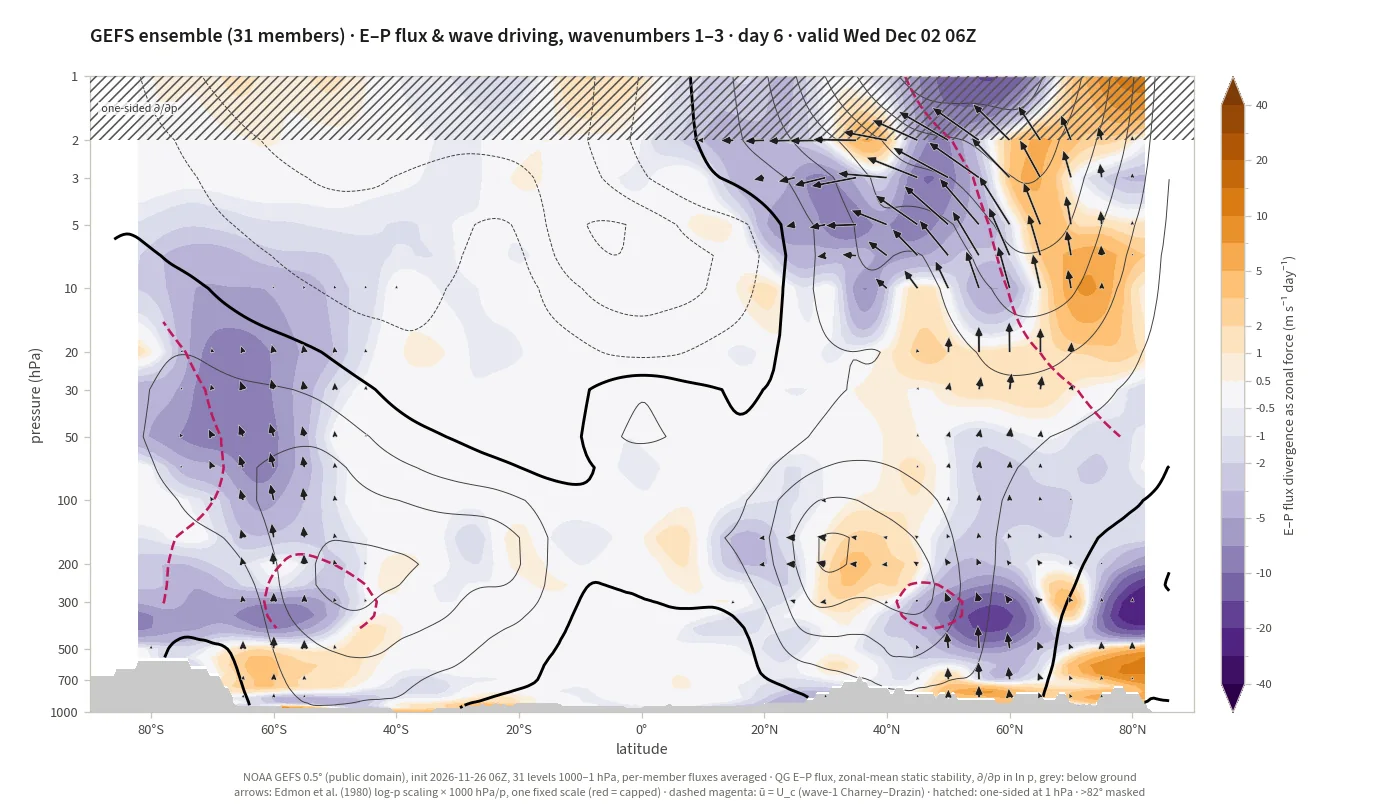 GEFS ensemble (31 members) · E–P flux & wave driving, wavenumbers 1–3 · day 6 · valid Wed Dec 02 06Z
one-sided ∂/∂p
1
2
3
5
10
20
30
50
100
200
300
500
700
1000
pressure (hPa)
80°S
60°S
40°S
20°S
0°
20°N
40°N
60°N
80°N
latitude
40
20
10
5
2
1
0.5
-0.5
-1
-2
-5
-10
-20
-40
E–P flux divergence as zonal force (m s⁻¹ day⁻¹)
NOAA GEFS 0.5° (public domain), init 2026-11-26 06Z, 31 levels 1000–1 hPa, per-member fluxes averaged · QG E–P flux, zonal-mean static stability, ∂/∂p in ln p, grey: below ground
arrows: Edmon et al. (1980) log-p scaling × 1000 hPa/p, one fixed scale (red = capped) · dashed magenta: ū = U_c (wave-1 Charney–Drazin) · hatched: one-sided at 1 hPa · >82° masked